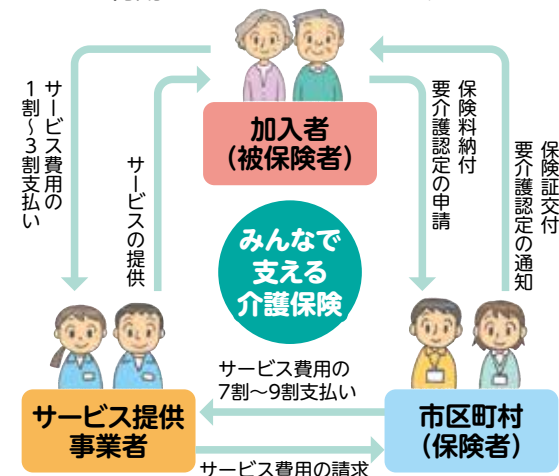 加入者
（被保険者）
サービス費用の
1割～3割支払い
サービスの提供
保険料納付
要介護認定の申請
保険証交付
要介護認定の通知
みんなで
支える
介護保険
サービス費用の
7割～9割支払い
サービス提供
事業者
市区町村
（保険者）
サービス費用の請求